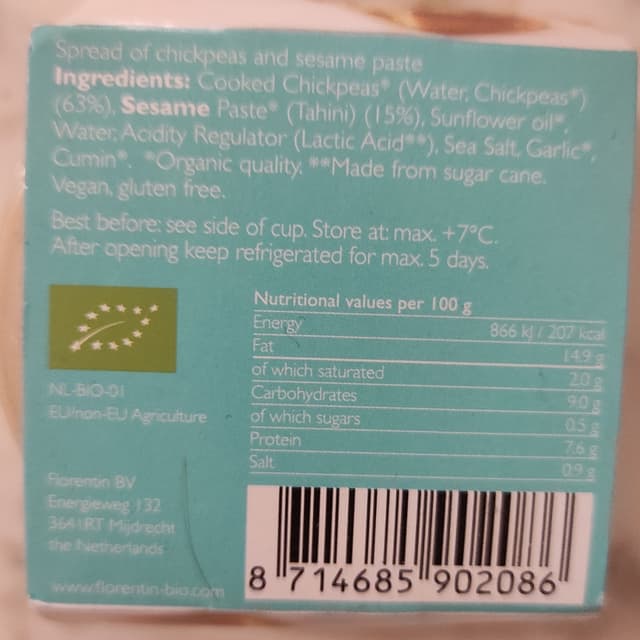 Spread of chickpeas and sesame paste
Ingredients: Cooked Chickpeas* (Water, Chickpeas*)
(63%), Sesame Paste* (Tahini) (15%), Sunflower oil*,
Water, Acidity Regulator (Lactic Acid**), Sea Salt, Garlic*,
Cumin*. *Organic quality. **Made from sugar cane.
Vegan, gluten free.
Best before: see side of cup. Store at: max. +7°C.
After opening keep refrigerated for max. 5 days.
Nutritional values per 100 g
Energy 866 kJ / 207 kcal
Fat 14.9 g
of which saturated 2.0 g
Carbohydrates 9.0 g
of which sugars 0.5 g
Protein 7.6 g
Salt 0.9 g
NL-BIO-01
EU/non-EU Agriculture
Florentin BV
Energieweg 132
3641RT Mijdrecht
the Netherlands
www.florentin-bio.com
8 714685 902086